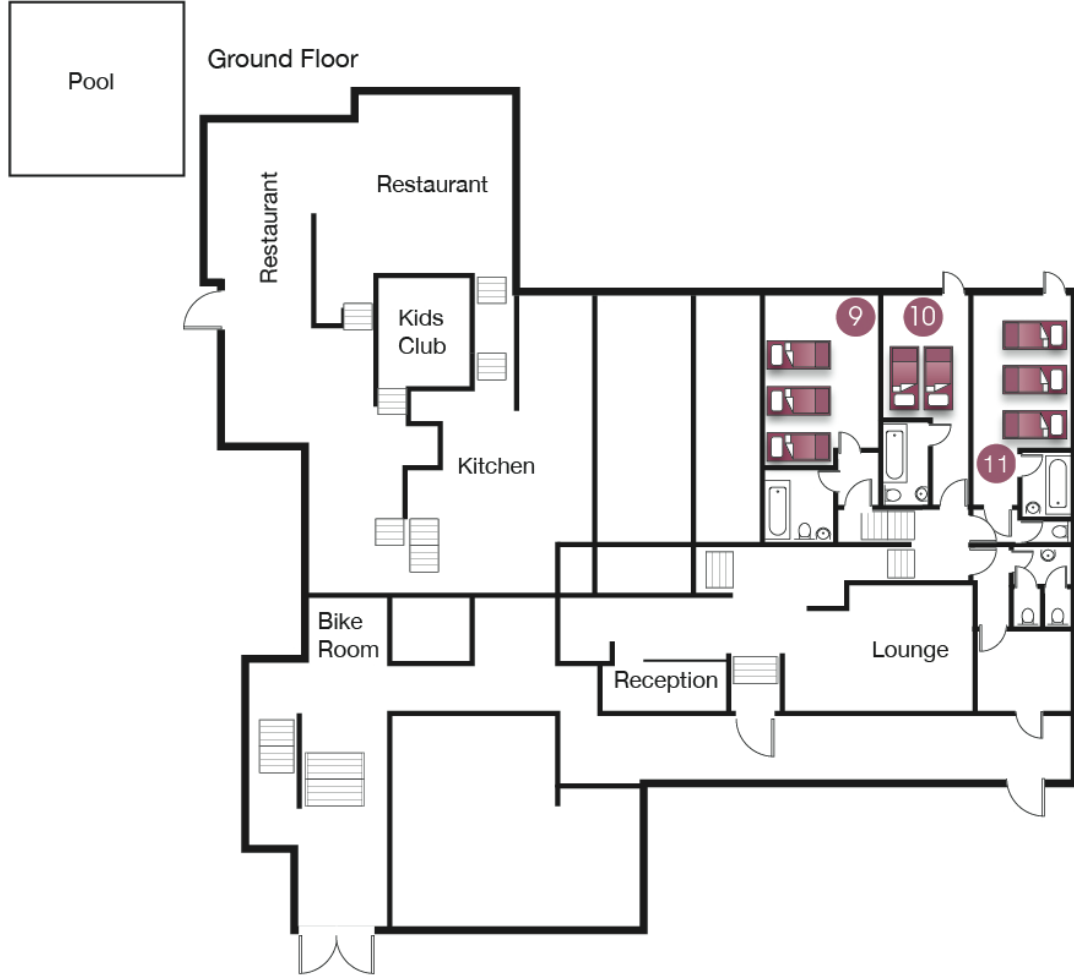 Ground Floor
Pool
Restaurant
Restaurant
Kids
Club
9
10
11
Kitchen
Bike
Room
Lounge
Reception